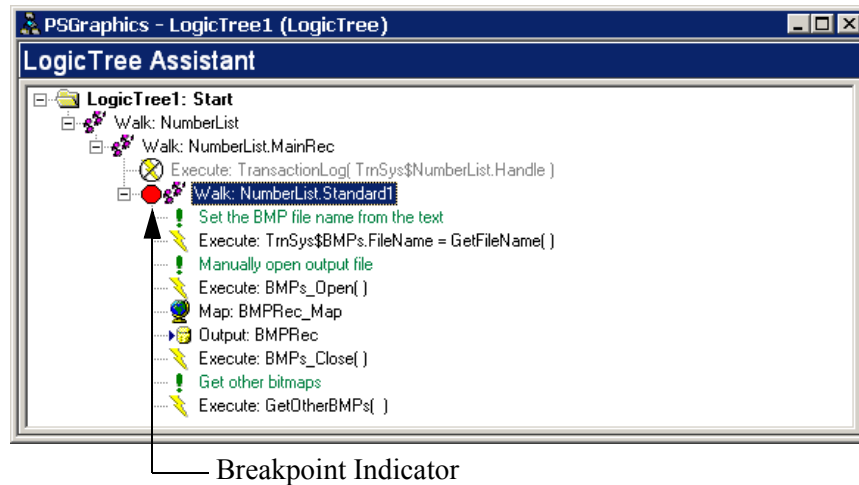 PSGraphics - LogicTree1 (LogicTree)
LogicTree Assistant
LogicTree1: Start
Walk: NumberList
Walk: NumberList.MainRec
Execute: TransactionLog( TrnSys$NumberList.Handle )
Walk: NumberList.Standard1
Set the BMP file name from the text
Execute: TrnSys$BMPs.FileName = GetFileName( )
Manually open output file
Execute: BMPs_Open( )
Map: BMPRec_Map
Output: BMPRec
Execute: BMPs_Close( )
Get other bitmaps
Execute: GetOtherBMPs( )
Breakpoint Indicator